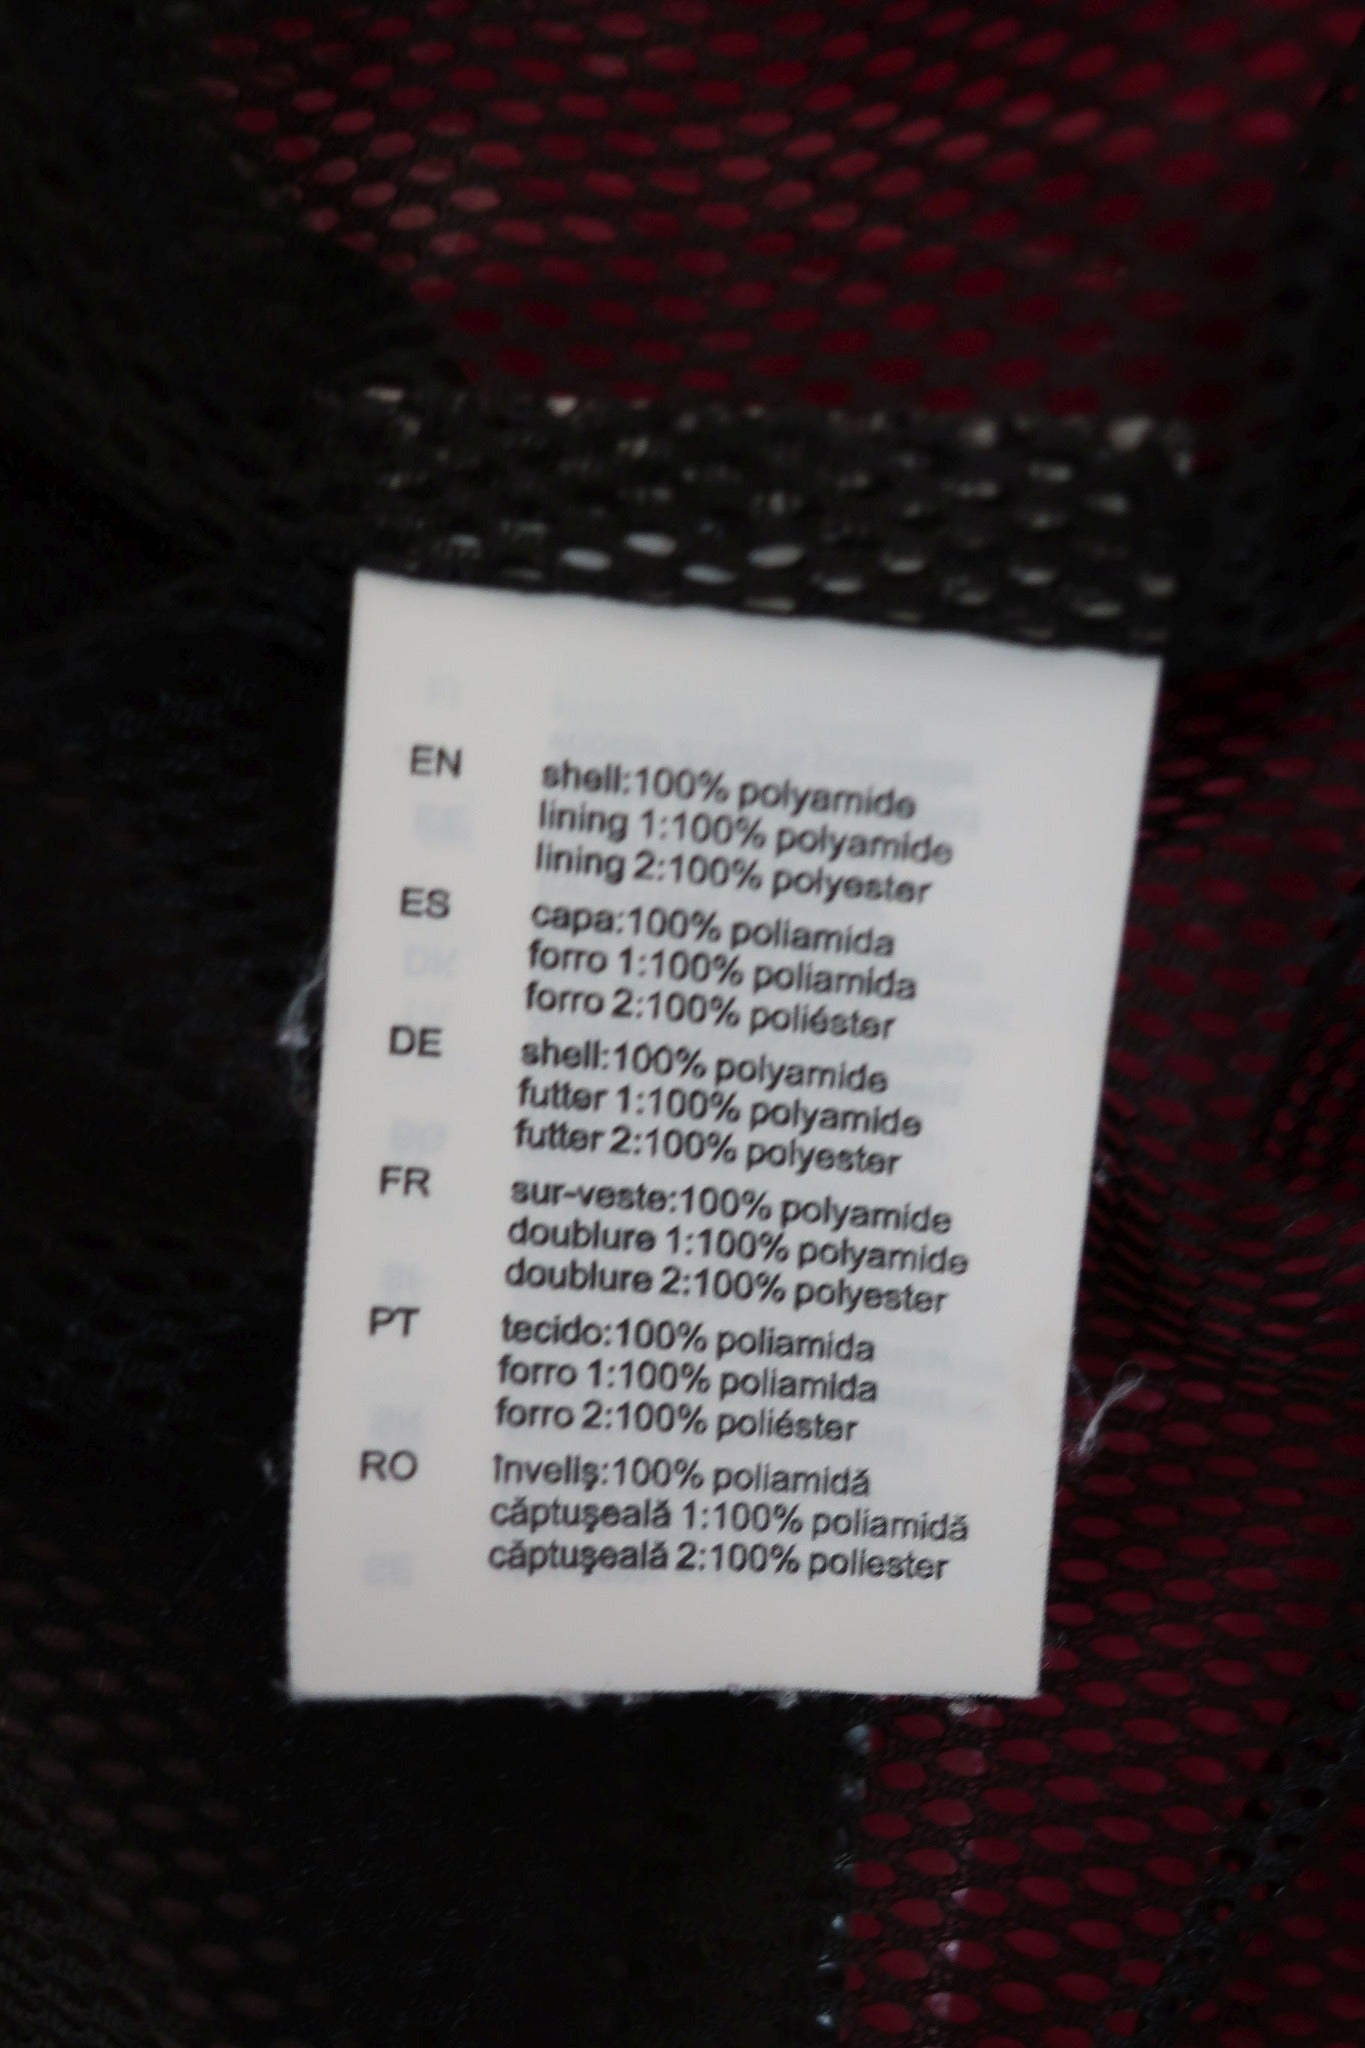 EN shell:100% polyamide
lining 1:100% polyamide
lining 2:100% polyester
ES capa:100% poliamida
forro 1:100% poliamida
forro 2:100% poliéster
DE shell:100% polyamide
futter 1:100% polyamide
futter 2:100% polyester
FR sur-veste:100% polyamide
doublure 1:100% polyamide
doublure 2:100% polyester
PT tecido:100% poliamida
forro 1:100% poliamida
forro 2:100% poliéster
RO înveliş:100% poliamidă
căptuşeală 1:100% poliamidă
căptuşeală 2:100% poliester